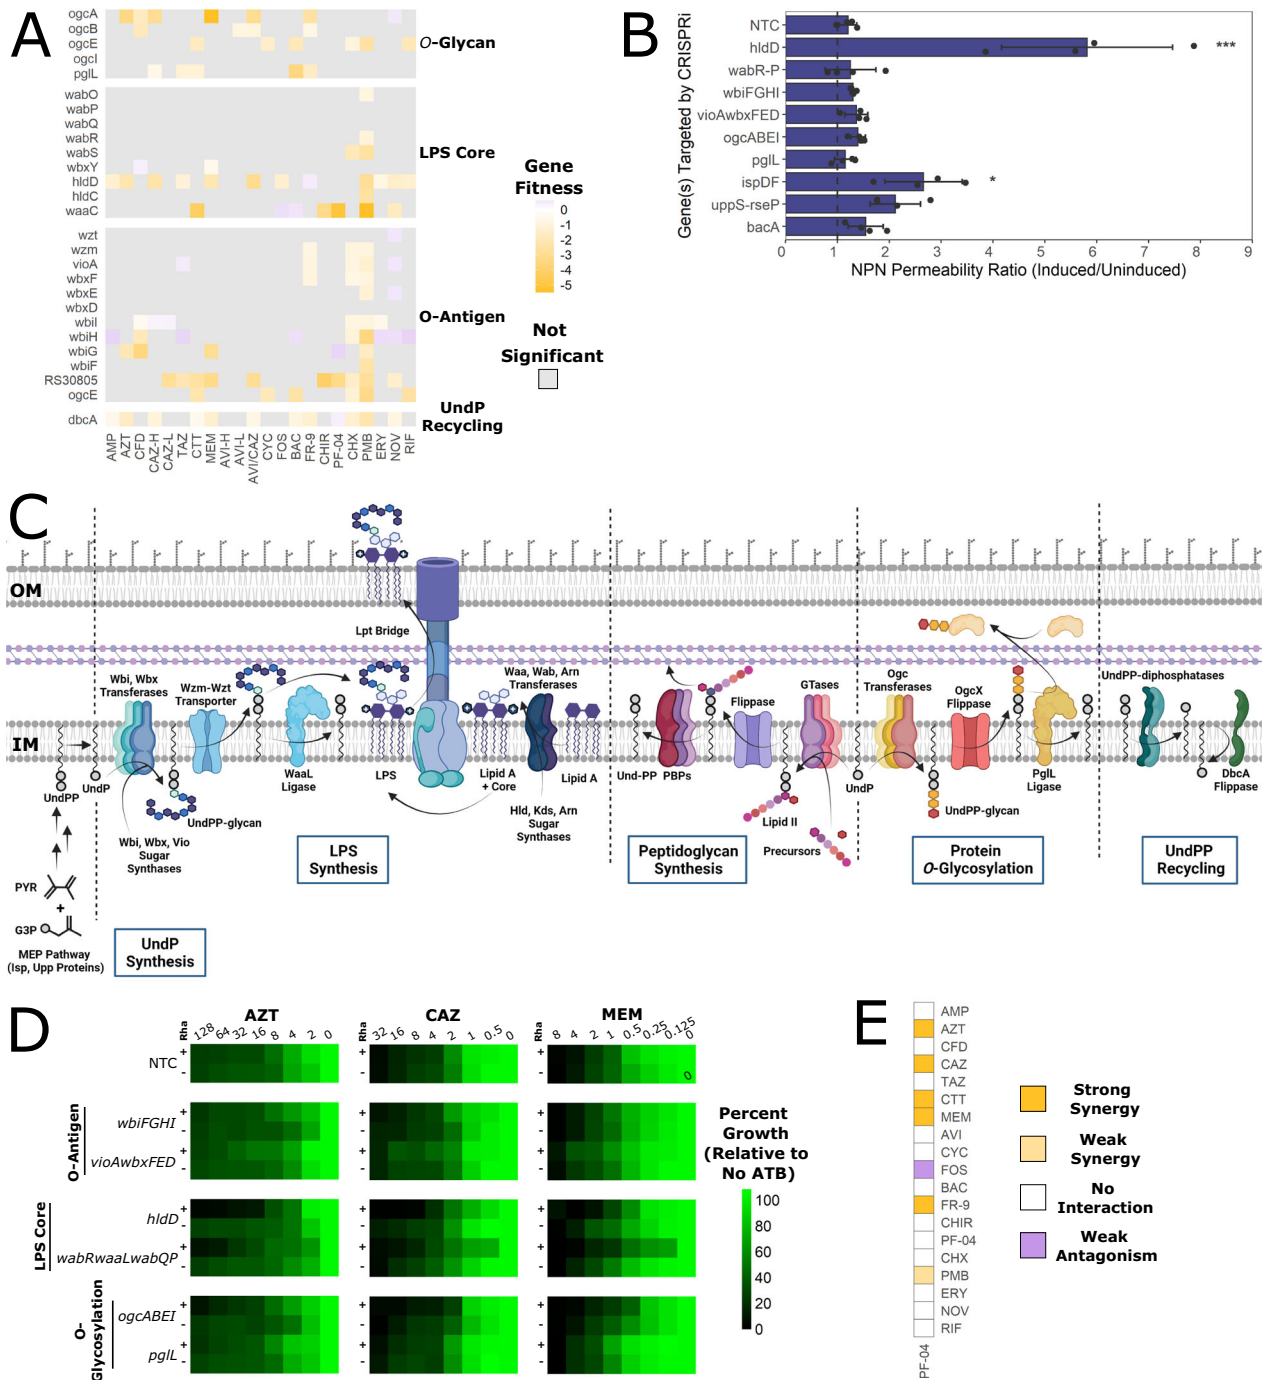 A
ogcA
ogcB
ogcE
ogcI
pglL
O-Glycan
wabO
wabP
wabQ
wabR
wabS
wbxY
hldD
hldC
waaC
LPS Core
wzt
wzm
vioA
wbxF
wbxE
wbxD
wbiI
wbiH
wbiG
wbiF
RS30805
ogcE
O-Antigen
dbcA
UndP
Recycling
AMP
AZT
CFD
CAZ-H
CAZ-L
TAZ
CTT
MEM
AVI-H
AVI-L
AVI/CAZ
CYC
FOS
BAC
FR-9
CHIR
PF-04
CHX
PMB
ERY
NOV
RIF
Gene
Fitness
0
-1
-2
-3
-4
-5
Not
Significant
B
Gene(s) Targeted by CRISPRi
NTC
hldD
wabR-P
wbiFGHI
vioAwbxFED
ogcABEI
pglL
ispDF
uppS-rseP
bacA
***
*
0 1 2 3 4 5 6 7 8 9
NPN Permeability Ratio (Induced/Uninduced)
C
OM
IM
Lpt Bridge
Wbi, Wbx
Transferases
Wzm-Wzt
Transporter
Waa, Wab, Arn
Transferases
Flippase
GTases
Ogc
Transferases
OgcX
Flippase
UndPP-diphosphatases
UndPP
UndP
UndPP-glycan
WaaL
Ligase
LPS
Lipid A
+ Core
Lipid A
Und-PP
PBPs
Lipid II
UndP
UndPP-glycan
PglL
Ligase
DbcA
Flippase
Wbi, Wbx, Vio
Sugar
Synthases
Hld, Kds, Arn
Sugar
Synthases
Precursors
LPS
Synthesis
Peptidoglycan
Synthesis
Protein
O-Glycosylation
UndPP
Recycling
PYR
+
G3P
MEP Pathway
(Isp, Upp Proteins)
UndP
Synthesis
D
AZT
CAZ
MEM
Rha
128 64 32 16 8 4 2 0
Rha
32 16 8 4 2 1 0.5 0
Rha
8 4 2 1 0.5 0.25 0.125 0
NTC
+ + +
- - -
0
O-Antigen
wbiFGHI
+ + +
- - -
vioAwbxFED
+ + +
- - -
LPS Core
hldD
+ + +
- - -
wabRwaaLwabQP
+ + +
- - -
O-
Glycosylation
ogcABEI
+ + +
- - -
pglL
+ + +
- - -
Percent
Growth
(Relative to
No ATB)
100
80
60
40
20
0
E
AMP
AZT
CFD
CAZ
TAZ
CTT
MEM
AVI
CYC
FOS
BAC
FR-9
CHIR
PF-04
CHX
PMB
ERY
NOV
RIF
PF-04
Strong
Synergy
Weak
Synergy
No
Interaction
Weak
Antagonism